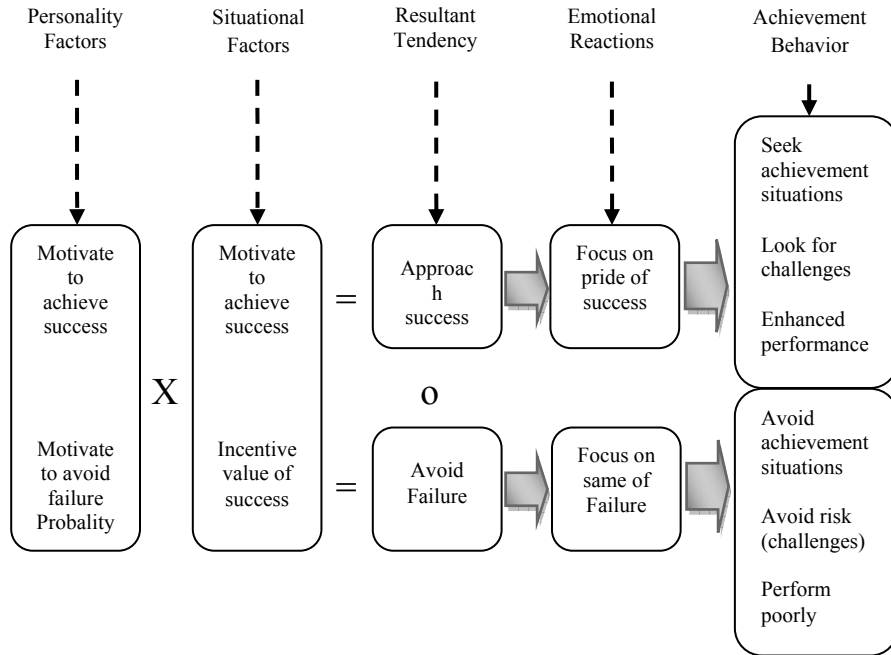 Personality
Factors
Situational
Factors
Resultant
Tendency
Emotional
Reactions
Achievement
Behavior
Motivate
to
achieve
success
Motivate
to avoid
failure
Probality
X
Motivate
to
achieve
success
Incentive
value of
success
=
=
Approac
h
success
o
Avoid
Failure
Focus on
pride of
success
Focus on
same of
Failure
Seek
achievement
situations
Look for
challenges
Enhanced
performance
Avoid
achievement
situations
Avoid risk
(challenges)
Perform
poorly